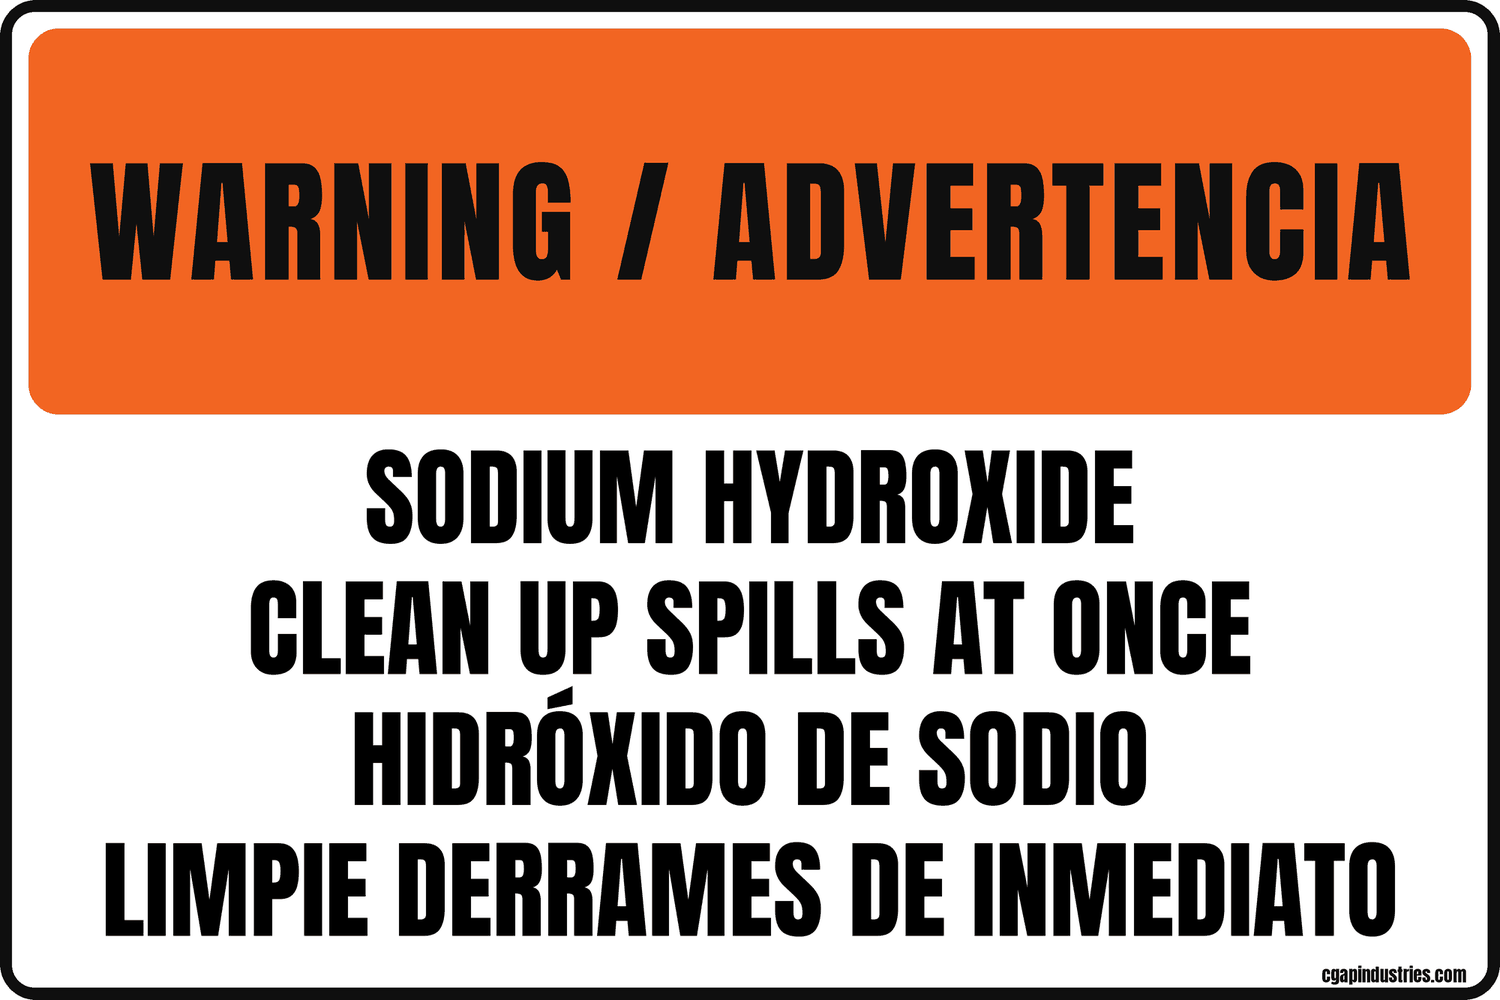 WARNING / ADVERTENCIA
SODIUM HYDROXIDE
CLEAN UP SPILLS AT ONCE
HIDRÓXIDO DE SODIO
LIMPIE DERRAMES DE INMEDIATO
cgapindustries.com